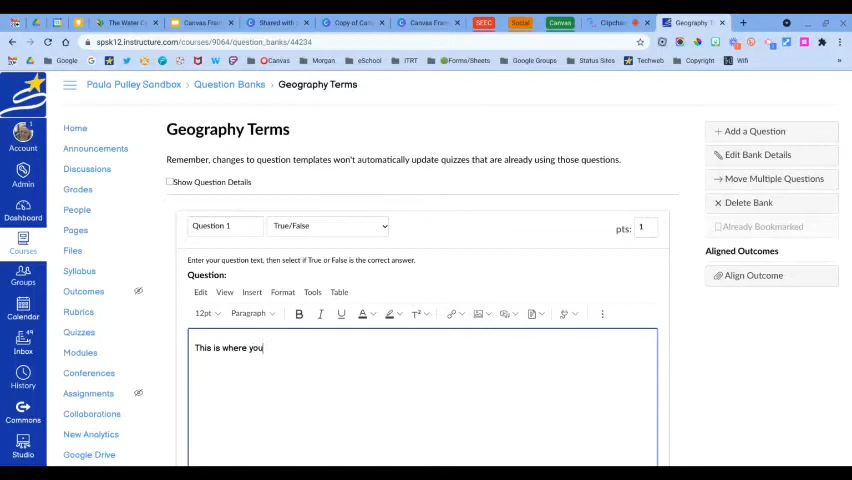 The Water C
Canvas Fram
Shared with
Copy of Can
Canvas Fram
SEEC
Social
Canvas
Clipcham
Geography T
spsk12.instructure.com/courses/9064/question_banks/44234
Google
Canvas
Morgan
eSchool
ITRT
Forms/Sheets
Google Groups
Status Sites
Techweb
Copyright
Wifi
Paula Pulley Sandbox > Question Banks > Geography Terms
Account
Admin
Dashboard
Courses
Groups
Calendar
49
Inbox
History
Commons
Studio
Home
Announcements
Discussions
Grades
People
Pages
Files
Syllabus
Outcomes
Rubrics
Quizzes
Modules
Conferences
Assignments
Collaborations
New Analytics
Google Drive
Geography Terms
Remember, changes to question templates won't automatically update quizzes that are already using those questions.
Show Question Details
Question 1 True/False pts: 1
Enter your question text, then select if True or False is the correct answer.
Question:
Edit View Insert Format Tools Table
12pt Paragraph B I U A T²
This is where you
+ Add a Question
Edit Bank Details
→ Move Multiple Questions
× Delete Bank
Already Bookmarked
Aligned Outcomes
Align Outcome